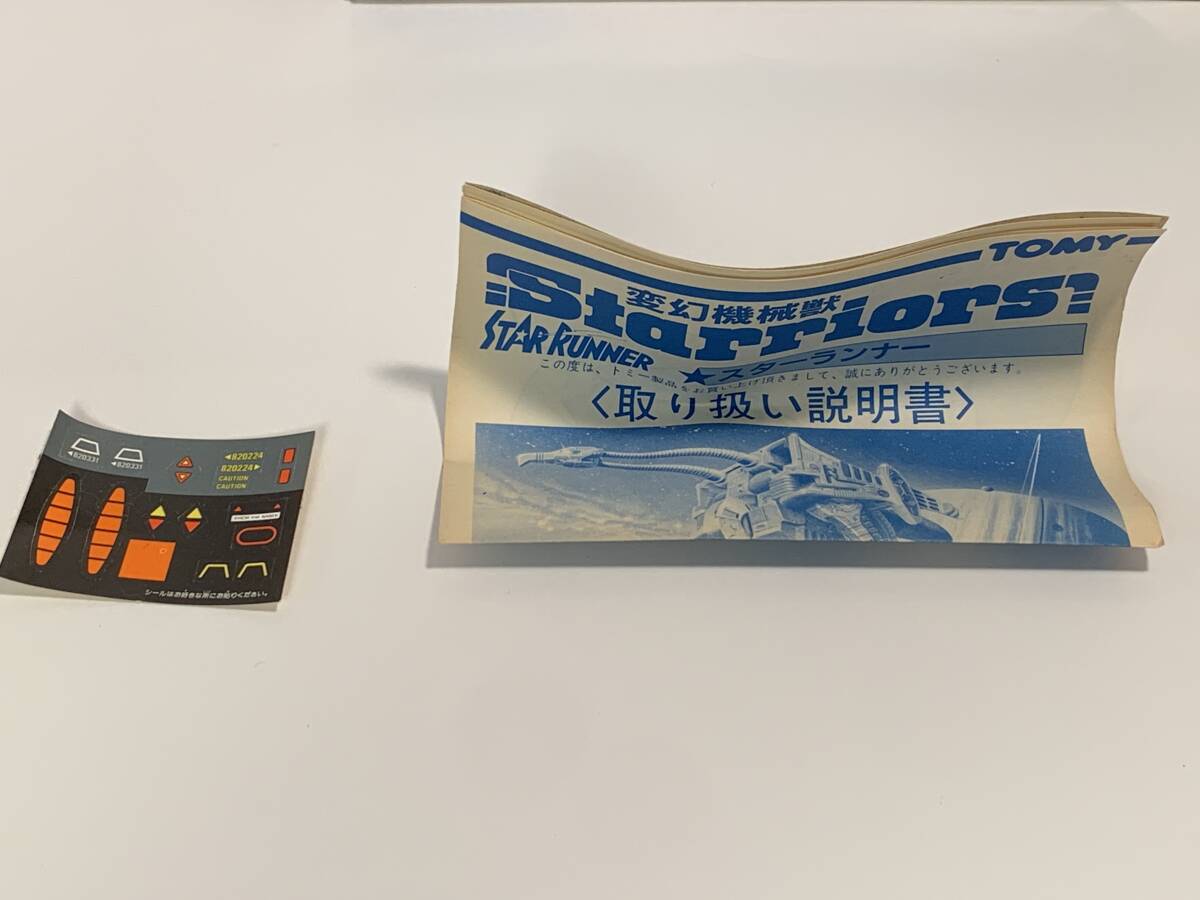 TOMY
変幻機械獣
Starriors
STAR RUNNER
★スターランナー
この度は、トミー製品をお買い上げ頂きまして、誠にありがとうございます。
〈取り扱い説明書〉
◀820331
◀820331
◀820224
820224▶
CAUTION
CAUTION
シールはお好きな所にお貼りください。